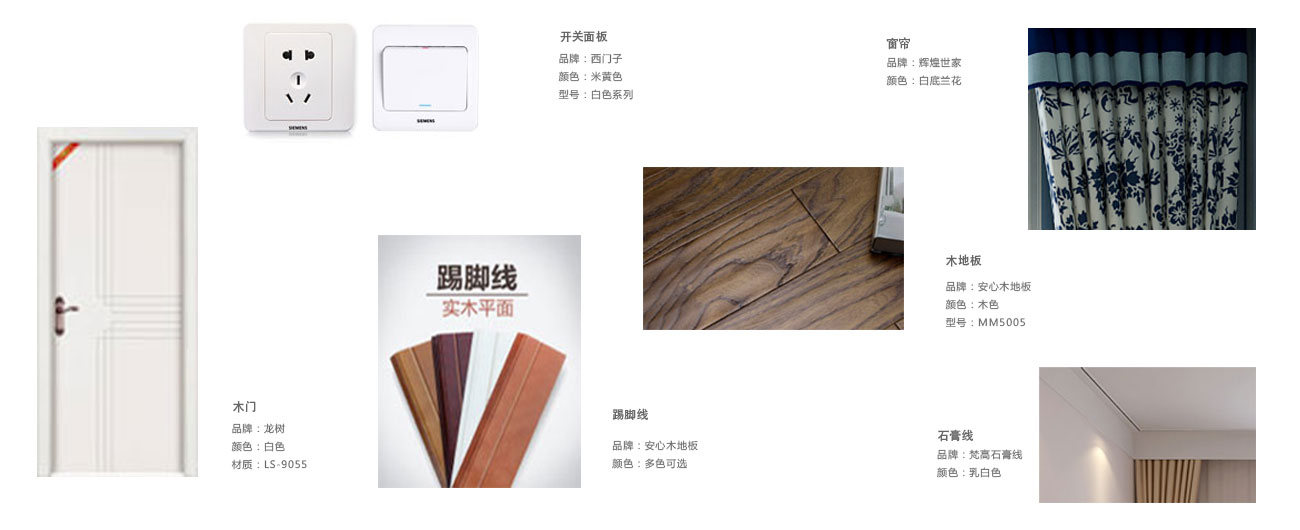 SIEMENS
SIEMENS
开关面板
品牌：西门子
颜色：米黄色
型号：白色系列
窗帘
品牌：辉煌世家
颜色：白底兰花
木地板
品牌：安心木地板
颜色：木色
型号：MM5005
踢脚线
实木平面
木门
品牌：龙树
颜色：白色
材质：LS-9055
踢脚线
品牌：安心木地板
颜色：多色可选
石膏线
品牌：梵高石膏线
颜色：乳白色